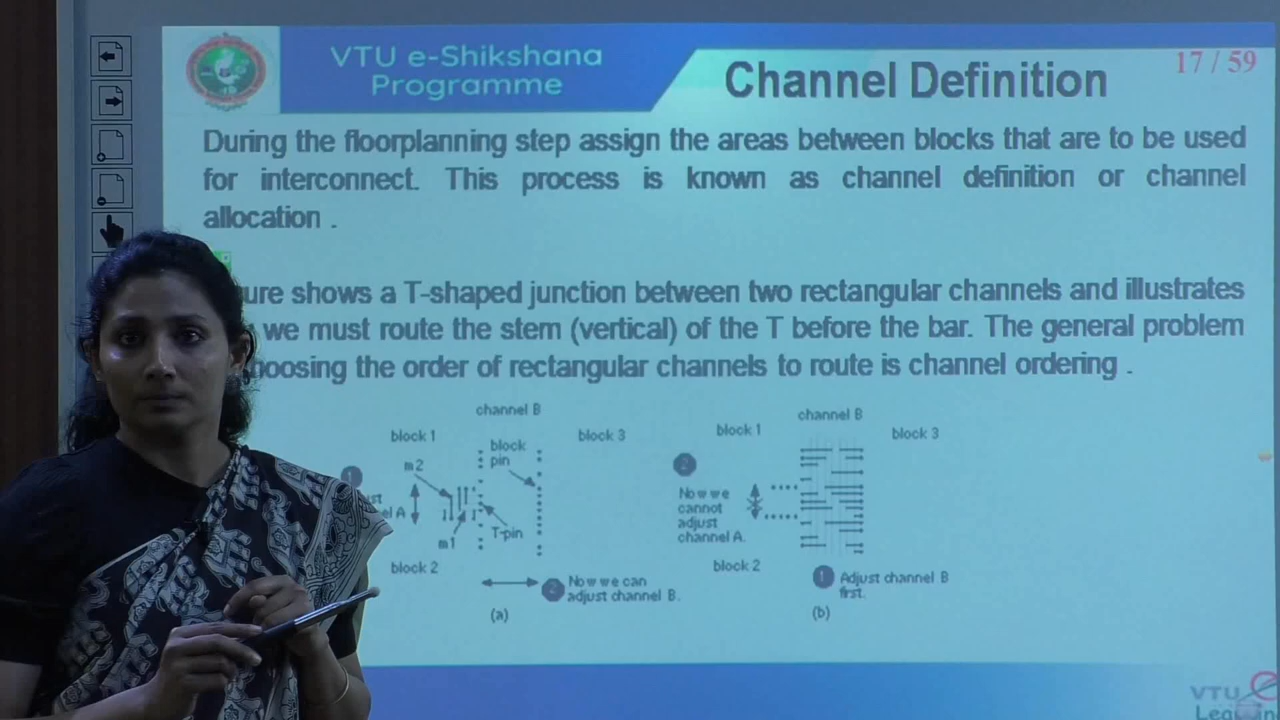 VTU e-Shikshana
Programme
Channel Definition
17 / 59
During the floorplanning step assign the areas between blocks that are to be used
for interconnect. This process is known as channel definition or channel
allocation .
shows a T-shaped junction between two rectangular channels and illustrates
we must route the stem (vertical) of the T before the bar. The general problem
the order of rectangular channels to route is channel ordering .
channel B
block 1
block 3
block
pin
m2
1
A
T-pin
m1
block 2
2 Now we can
adjust channel B.
(a)
channel B
block 1
block 3
2
Now we
cannot
adjust
channel A.
block 2
1 Adjust channel B
first.
(b)
VTU